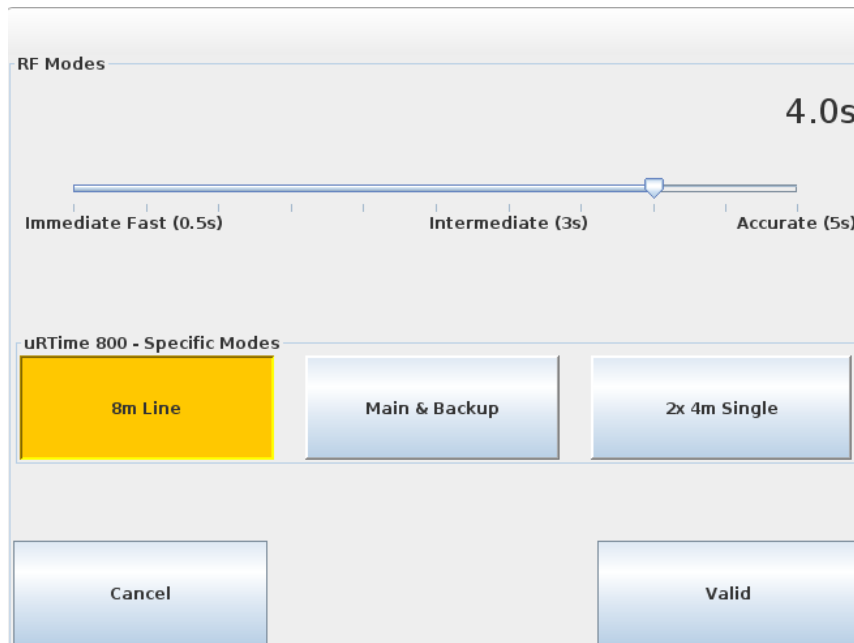 RF Modes
4.0s
Immediate Fast (0.5s) Intermediate (3s) Accurate (5s)
uRTime 800 - Specific Modes
8m Line Main & Backup 2x 4m Single
Cancel Valid